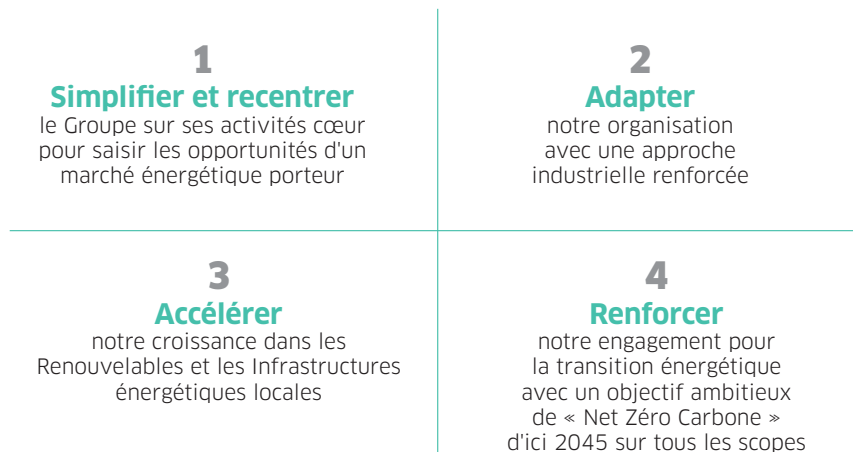 1
Simplifier et recentrer
le Groupe sur ses activités cœur
pour saisir les opportunités d'un
marché énergétique porteur
2
Adapter
notre organisation
avec une approche
industrielle renforcée
3
Accélérer
notre croissance dans les
Renouvelables et les Infrastructures
énergétiques locales
4
Renforcer
notre engagement pour
la transition énergétique
avec un objectif ambitieux
de « Net Zéro Carbone »
d'ici 2045 sur tous les scopes